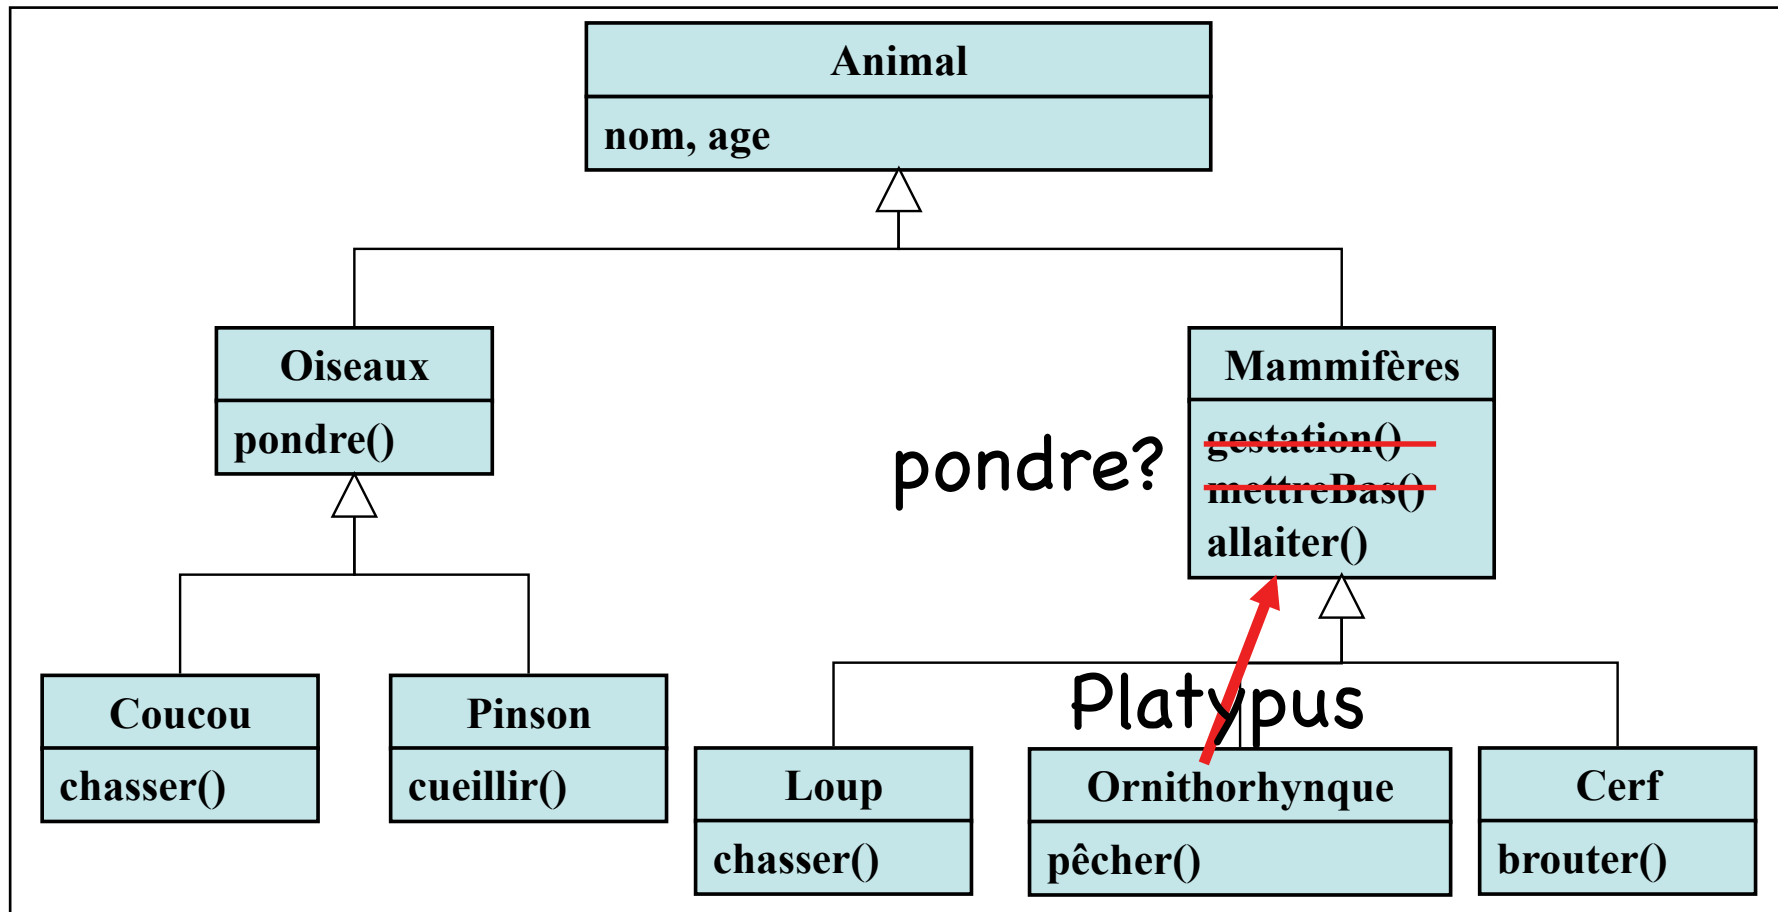 Animal
nom, age
Oiseaux
pondre()
Mammifères
gestation()
mettreBas()
allaiter()
pondre?
Platypus
Coucou
chasser()
Pinson
cueillir()
Loup
chasser()
Ornithorhynque
pêcher()
Cerf
brouter()